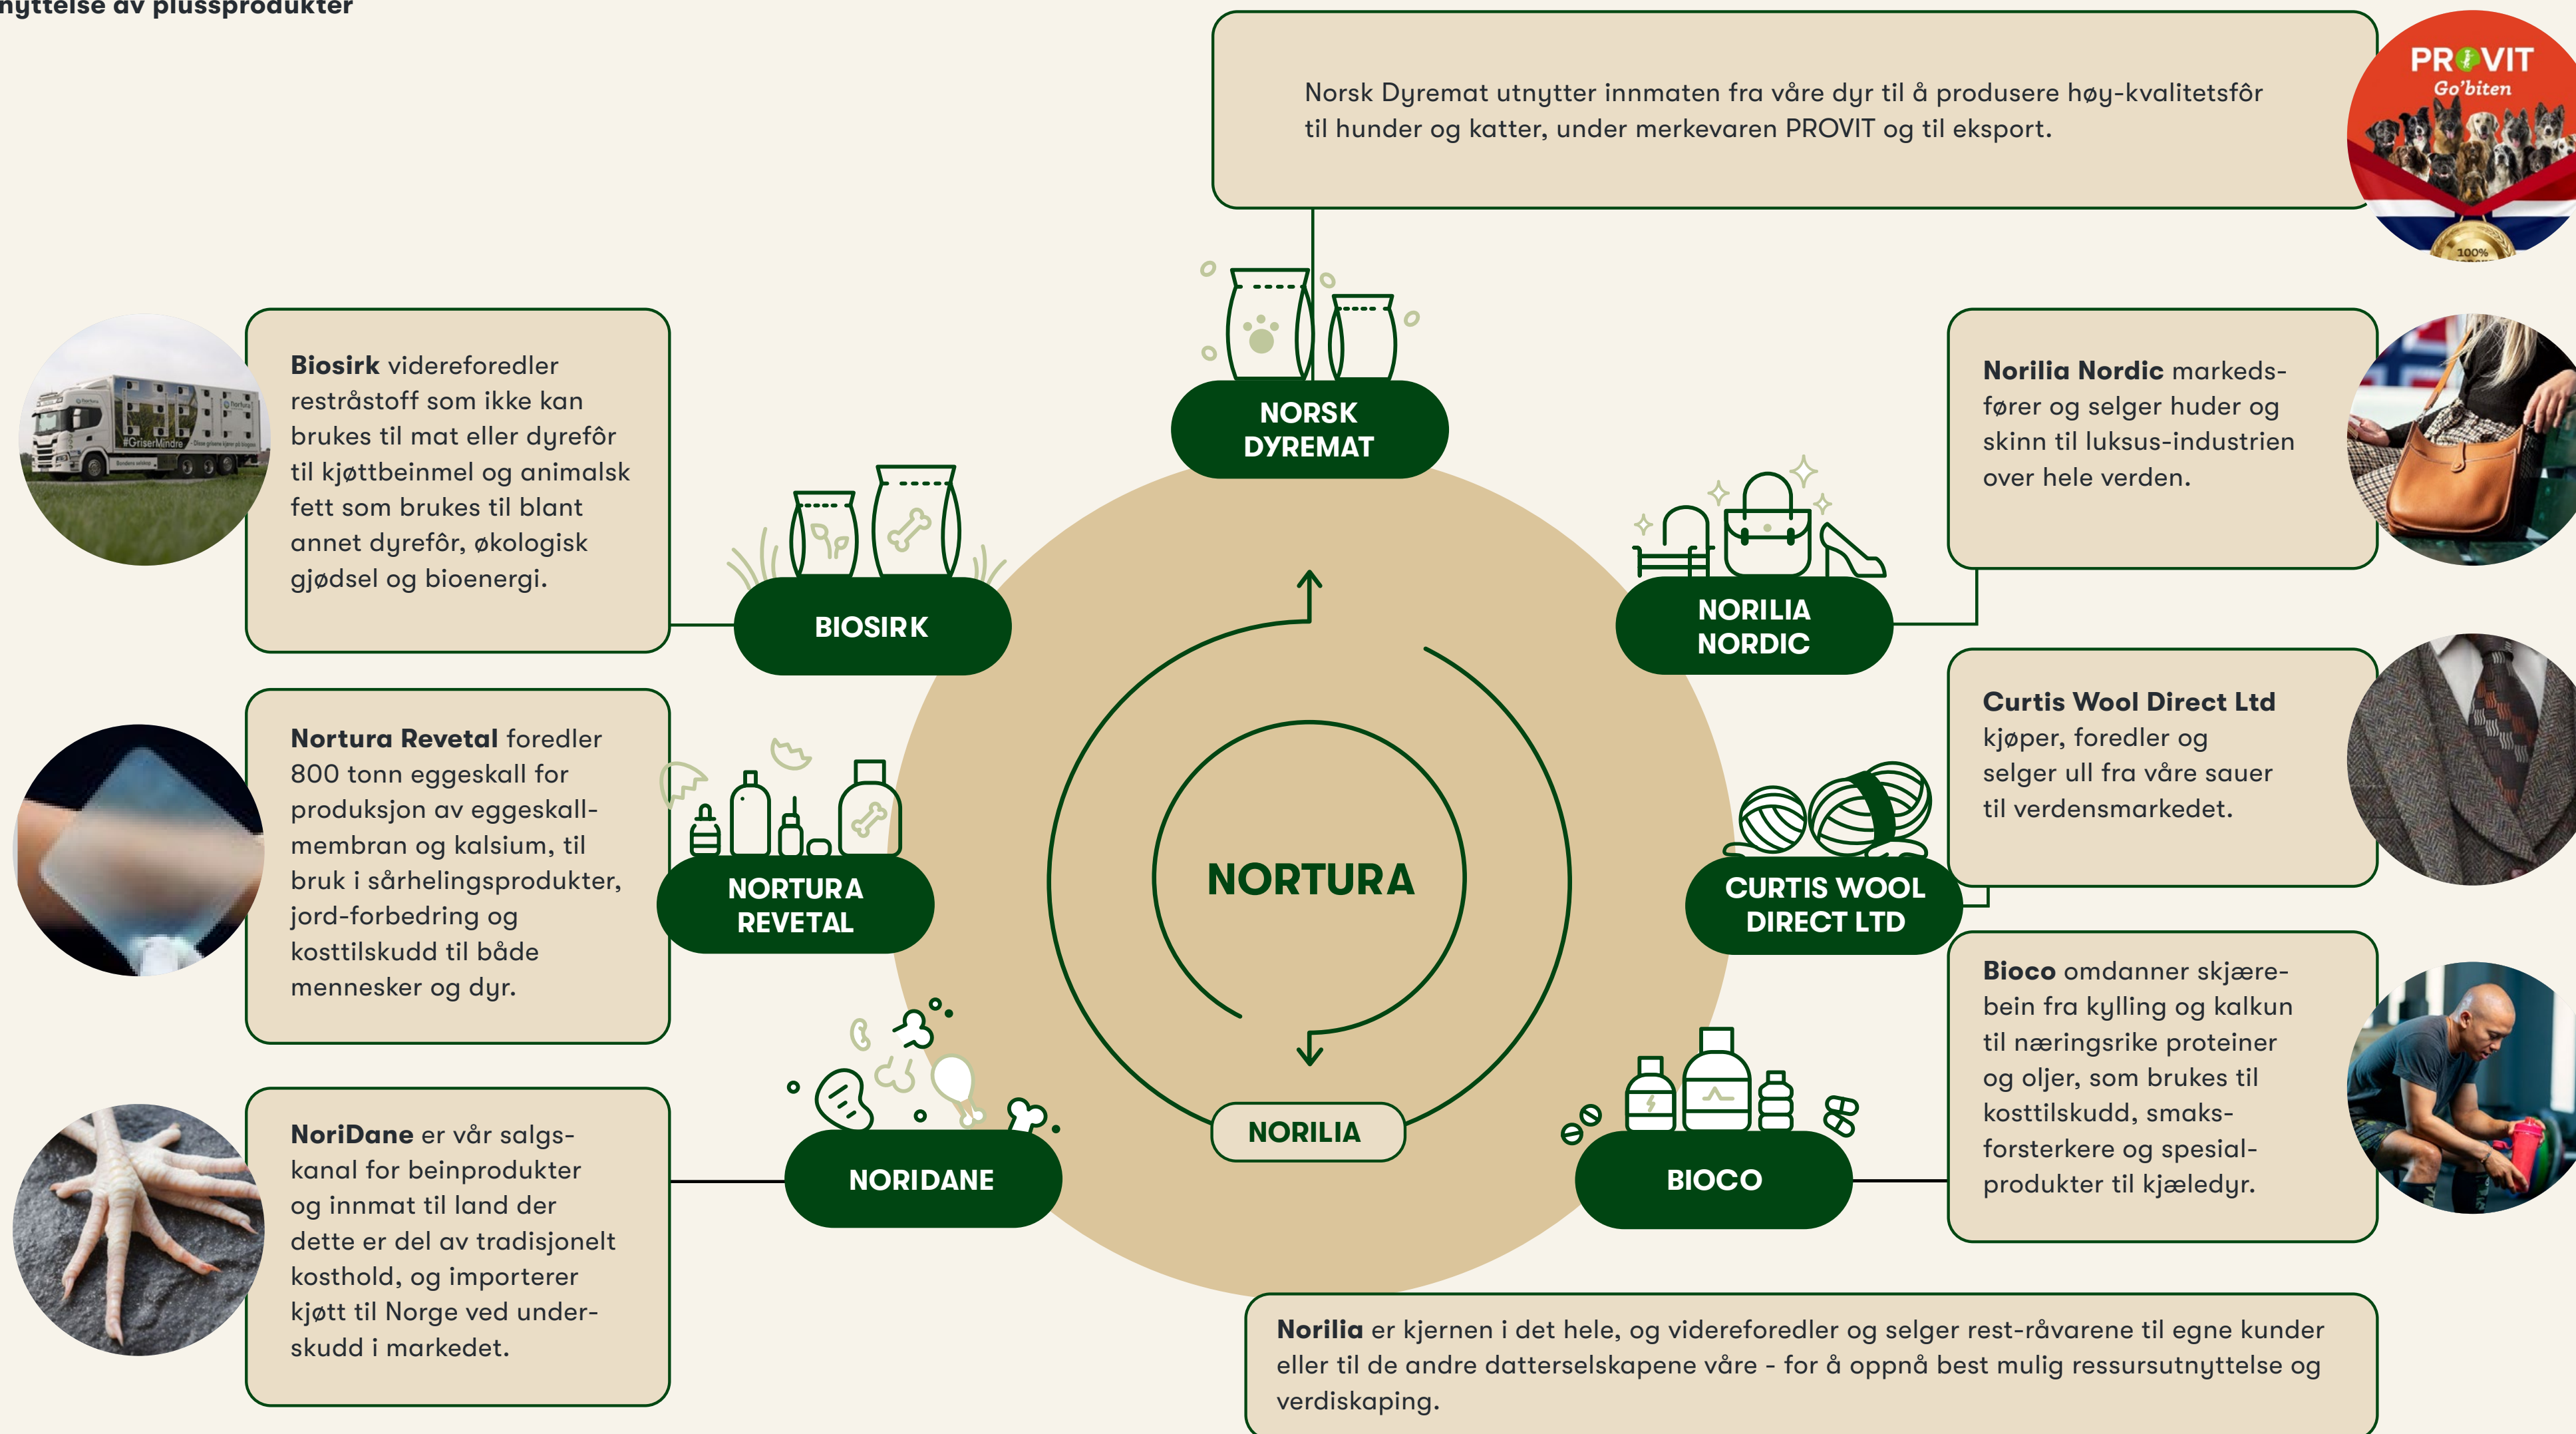 nyttelse av plussprodukter
Norsk Dyremat utnytter innmaten fra våre dyr til å produsere høy-kvalitetsfôr
til hunder og katter, under merkevaren PROVIT og til eksport.
PROVIT
Go'biten
100%
NORSK
DYREMAT
Biosirk videreforedler
restråstoff som ikke kan
brukes til mat eller dyrefôr
til kjøttbeinmel og animalsk
fett som brukes til blant
annet dyrefôr, økologisk
gjødsel og bioenergi.
#GriserMindre
BIOSIRK
Norilia Nordic markeds-
fører og selger huder og
skinn til luksus-industrien
over hele verden.
NORILIA
NORDIC
Nortura Revetal foredler
800 tonn eggeskall for
produksjon av eggeskall-
membran og kalsium, til
bruk i sårhelingsprodukter,
jord-forbedring og
kosttilskudd til både
mennesker og dyr.
NORTURA
REVETAL
NORTURA
Curtis Wool Direct Ltd
kjøper, foredler og
selger ull fra våre sauer
til verdensmarkedet.
CURTIS WOOL
DIRECT LTD
NoriDane er vår salgs-
kanal for beinprodukter
og innmat til land der
dette er del av tradisjonelt
kosthold, og importerer
kjøtt til Norge ved under-
skudd i markedet.
NORIDANE
NORILIA
Bioco omdanner skjære-
bein fra kylling og kalkun
til næringsrike proteiner
og oljer, som brukes til
kosttilskudd, smaks-
forsterkere og spesial-
produkter til kjæledyr.
BIOCO
Norilia er kjernen i det hele, og videreforedler og selger rest-råvarene til egne kunder
eller til de andre datterselskapene våre - for å oppnå best mulig ressursutnyttelse og
verdiskaping.